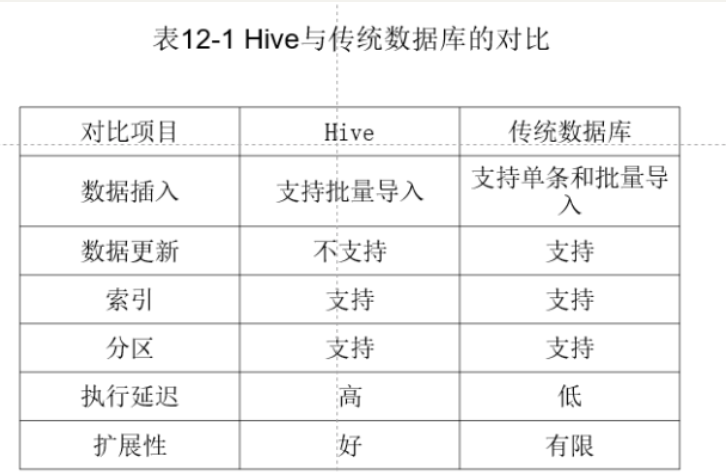 表12-1 Hive与传统数据库的对比
对比项目 Hive 传统数据库
数据插入 支持批量导入 支持单条和批量导
入
数据更新 不支持 支持
索引 支持 支持
分区 支持 支持
执行延迟 高 低
扩展性 好 有限